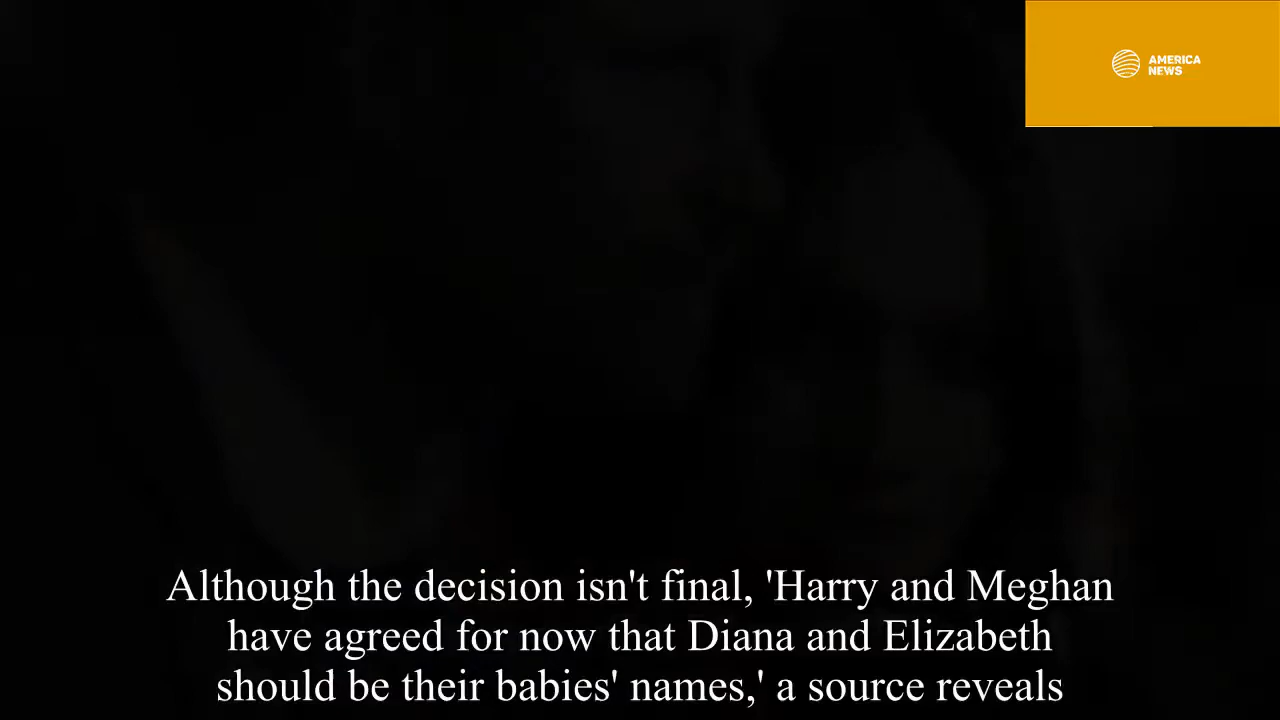 AMERICA
NEWS
Although the decision isn't final, 'Harry and Meghan
have agreed for now that Diana and Elizabeth
should be their babies' names,' a source reveals